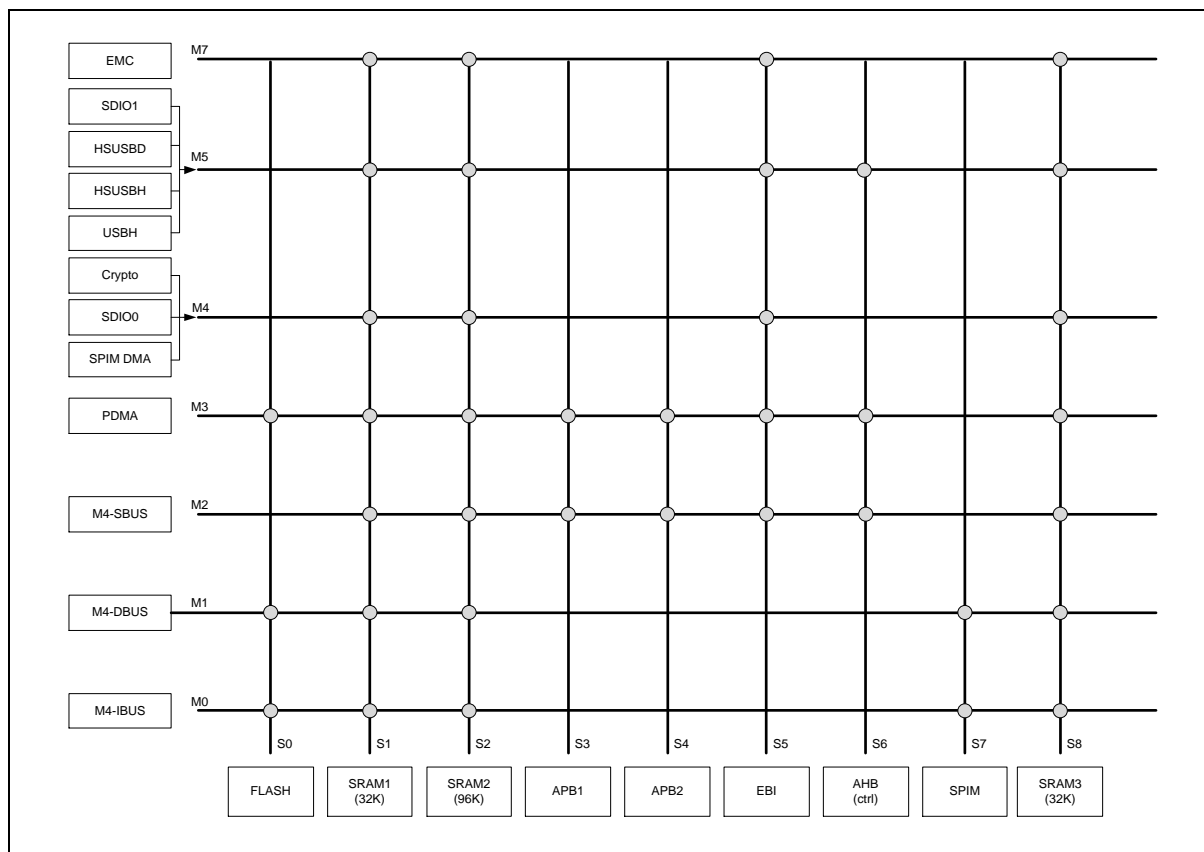 EMC
M7
SDIO1
HSUSBD
M5
HSUSBH
USBH
Crypto
M4
SDIO0
SPIM DMA
M3
PDMA
M2
M4-SBUS
M1
M4-DBUS
M0
M4-IBUS
S0
S1
S2
S3
S4
S5
S6
S7
S8
FLASH
SRAM1
(32K)
SRAM2
(96K)
APB1
APB2
EBI
AHB
(ctrl)
SPIM
SRAM3
(32K)